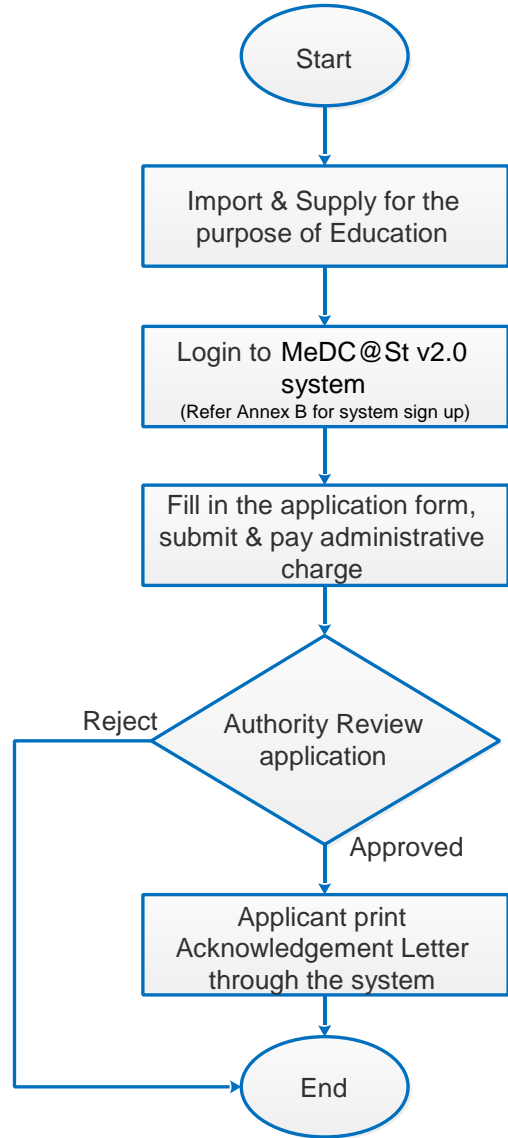 Start
Import & Supply for the
purpose of Education
Login to MeDC@St v2.0
system
(Refer Annex B for system sign up)
Fill in the application form,
submit & pay administrative
charge
Reject
Authority Review
application
Approved
Applicant print
Acknowledgement Letter
through the system
End